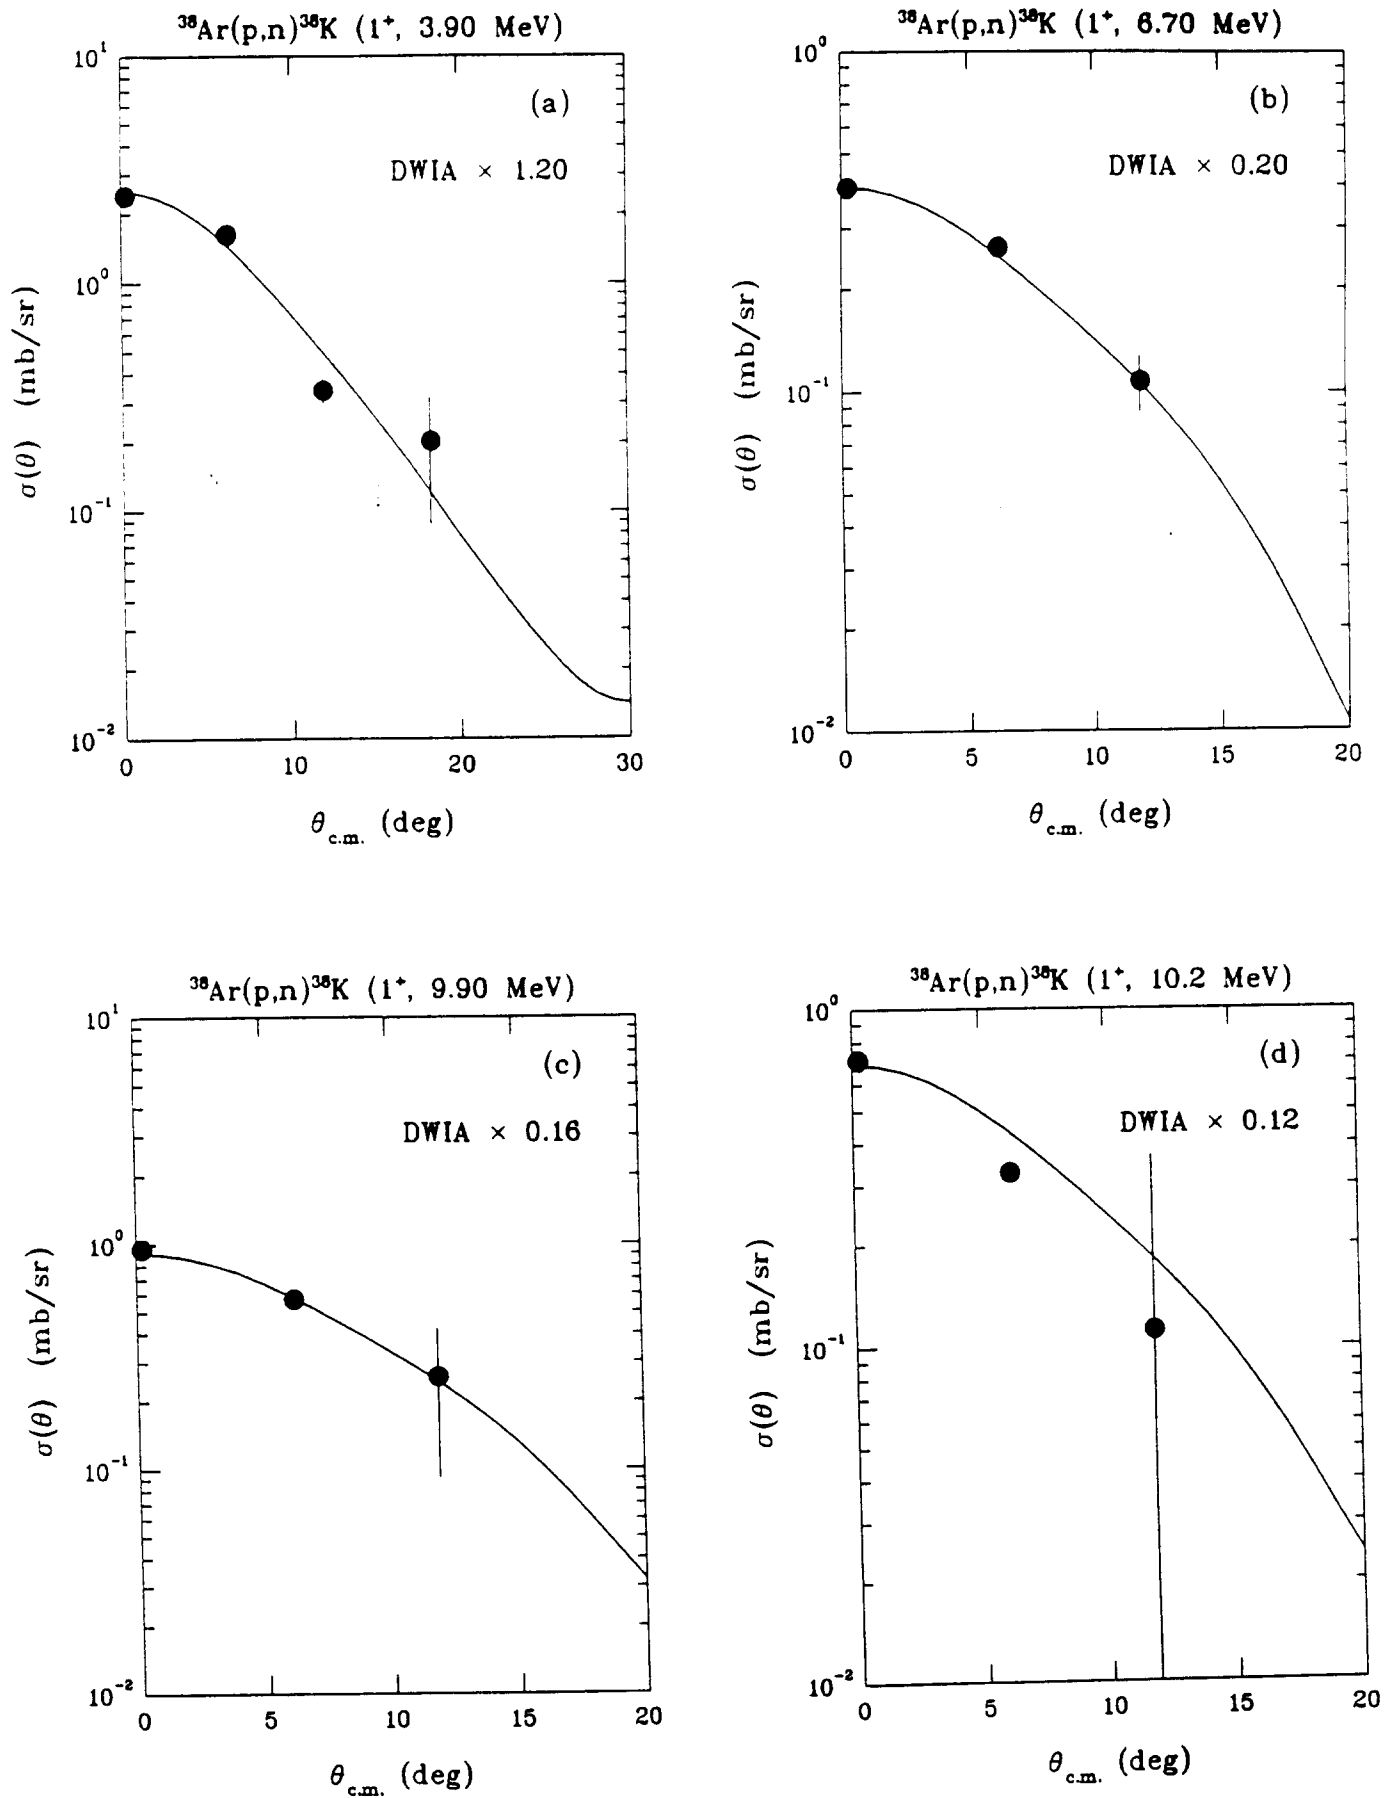 ³⁸Ar(p,n)³⁸K (1⁺, 3.90 MeV)
(a)
DWIA × 1.20
10¹
10⁰
10⁻¹
10⁻²
σ(θ) (mb/sr)
0 10 20 30
θc.m. (deg)
³⁸Ar(p,n)³⁸K (1⁺, 6.70 MeV)
(b)
DWIA × 0.20
10⁰
10⁻¹
10⁻²
σ(θ) (mb/sr)
0 5 10 15 20
θc.m. (deg)
³⁸Ar(p,n)³⁸K (1⁺, 9.90 MeV)
(c)
DWIA × 0.16
10¹
10⁰
10⁻¹
10⁻²
σ(θ) (mb/sr)
0 5 10 15 20
θc.m. (deg)
³⁸Ar(p,n)³⁸K (1⁺, 10.2 MeV)
(d)
DWIA × 0.12
10⁰
10⁻¹
10⁻²
σ(θ) (mb/sr)
0 5 10 15 20
θc.m. (deg)